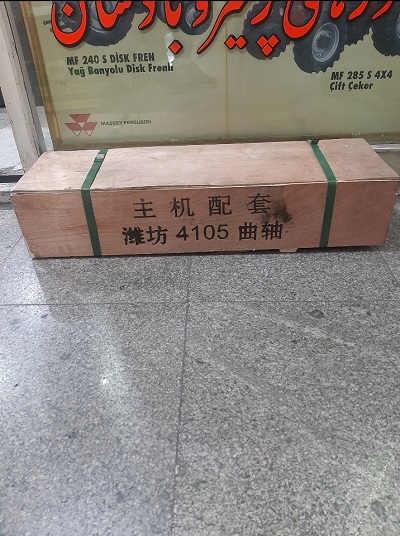 MF 240 S DİSK FREN
Yağ Banyolu Disk Frenli
MF 285 S 4X4
Çift Çeker
MASSEY FERGUSON
主机配套
潍坊 4105 曲轴